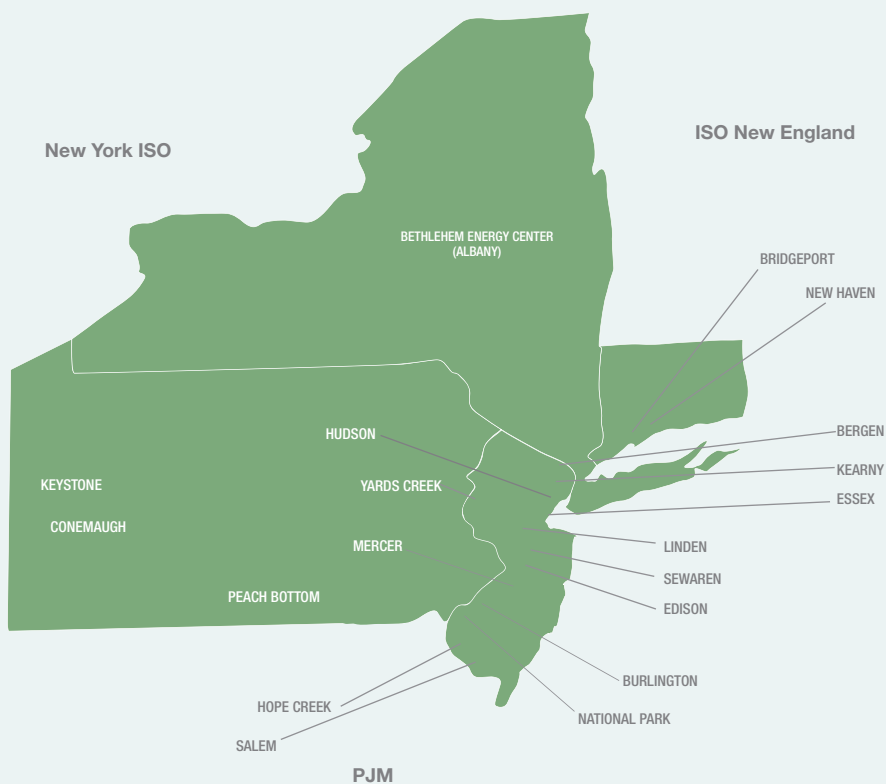 New York ISO
ISO New England
BETHLEHEM ENERGY CENTER
(ALBANY)
BRIDGEPORT
NEW HAVEN
HUDSON
BERGEN
KEARNY
KEYSTONE
YARDS CREEK
ESSEX
CONEMAUGH
MERCER
LINDEN
SEWAREN
PEACH BOTTOM
EDISON
BURLINGTON
HOPE CREEK
NATIONAL PARK
SALEM
PJM